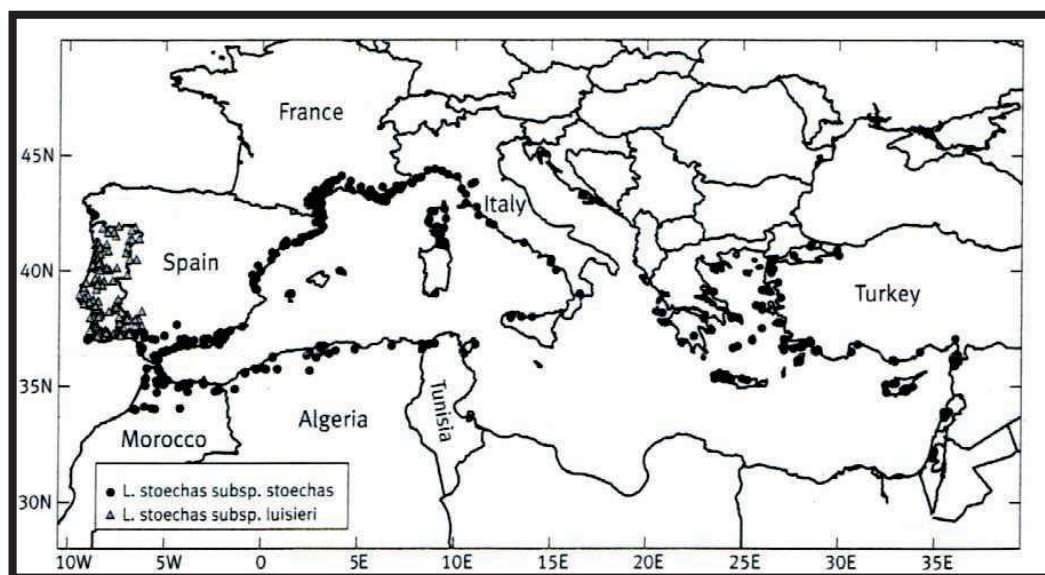 France
45N
Italy
Spain
40N
Turkey
35N
Algeria
Tunisia
Morocco
L. stoechas subsp. stoechas
L. stoechas subsp. luisieri
30N
10W 5W 0 5E 10E 15E 20E 25E 30E 35E